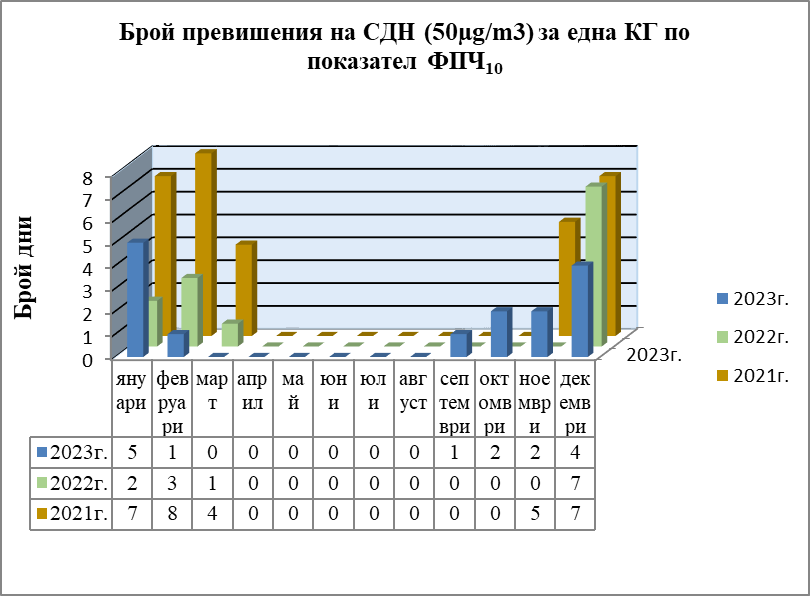 Брой превишения на СДН (50µg/m3) за една КГ по
показател ФПЧ10
Брой дни
8
7
6
5
4
3
2
1
0
2023г.
2023г.
2022г.
2021г.
яну
ари
фев
руа
ри
мар
т
апр
ил
ма
й
юн
и
юл
и
авг
уст
сеп
тем
ври
окт
омв
ри
ное
мвр
и
дек
емв
ри
2023г. 5 1 0 0 0 0 0 0 1 2 2 4
2022г. 2 3 1 0 0 0 0 0 0 0 0 7
2021г. 7 8 4 0 0 0 0 0 0 0 5 7